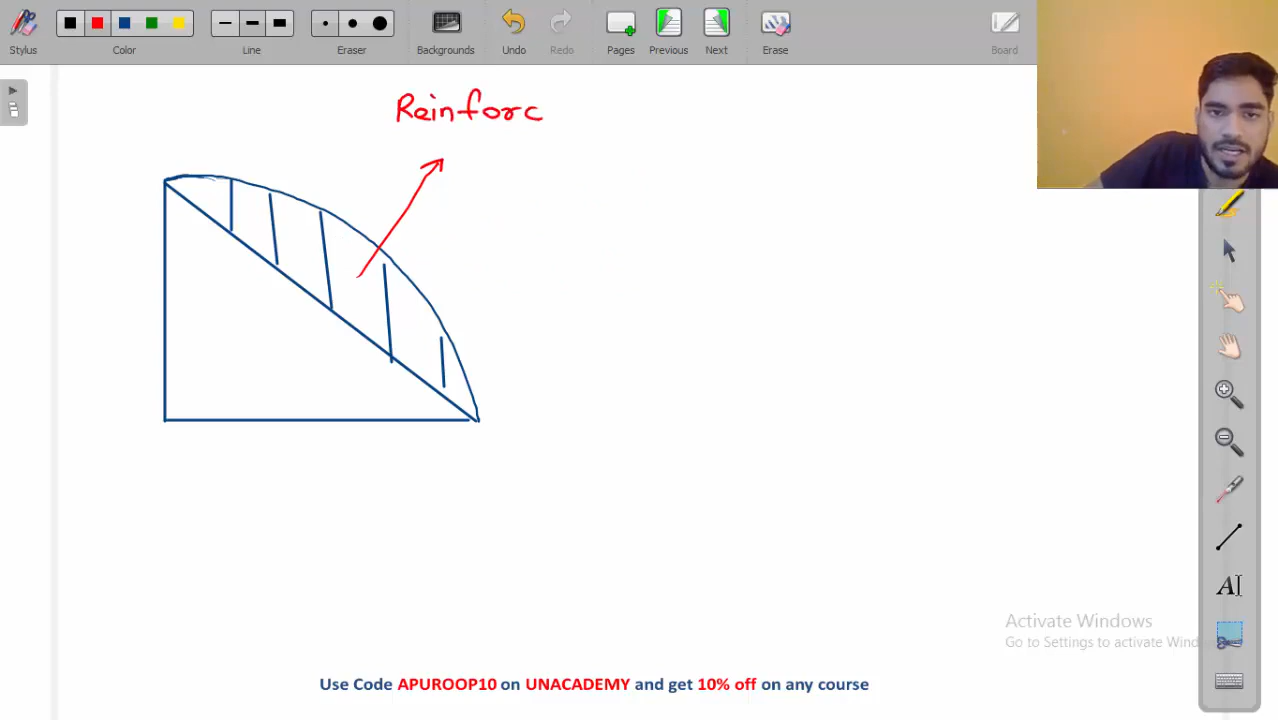 Stylus
Color
Line
Eraser
Backgrounds
Undo
Redo
Pages
Previous
Next
Erase
Board
Reinforc
A
Activate Windows
Go to Settings to activate Wind
Use Code APUROOP10 on UNACADEMY and get 10% off on any course